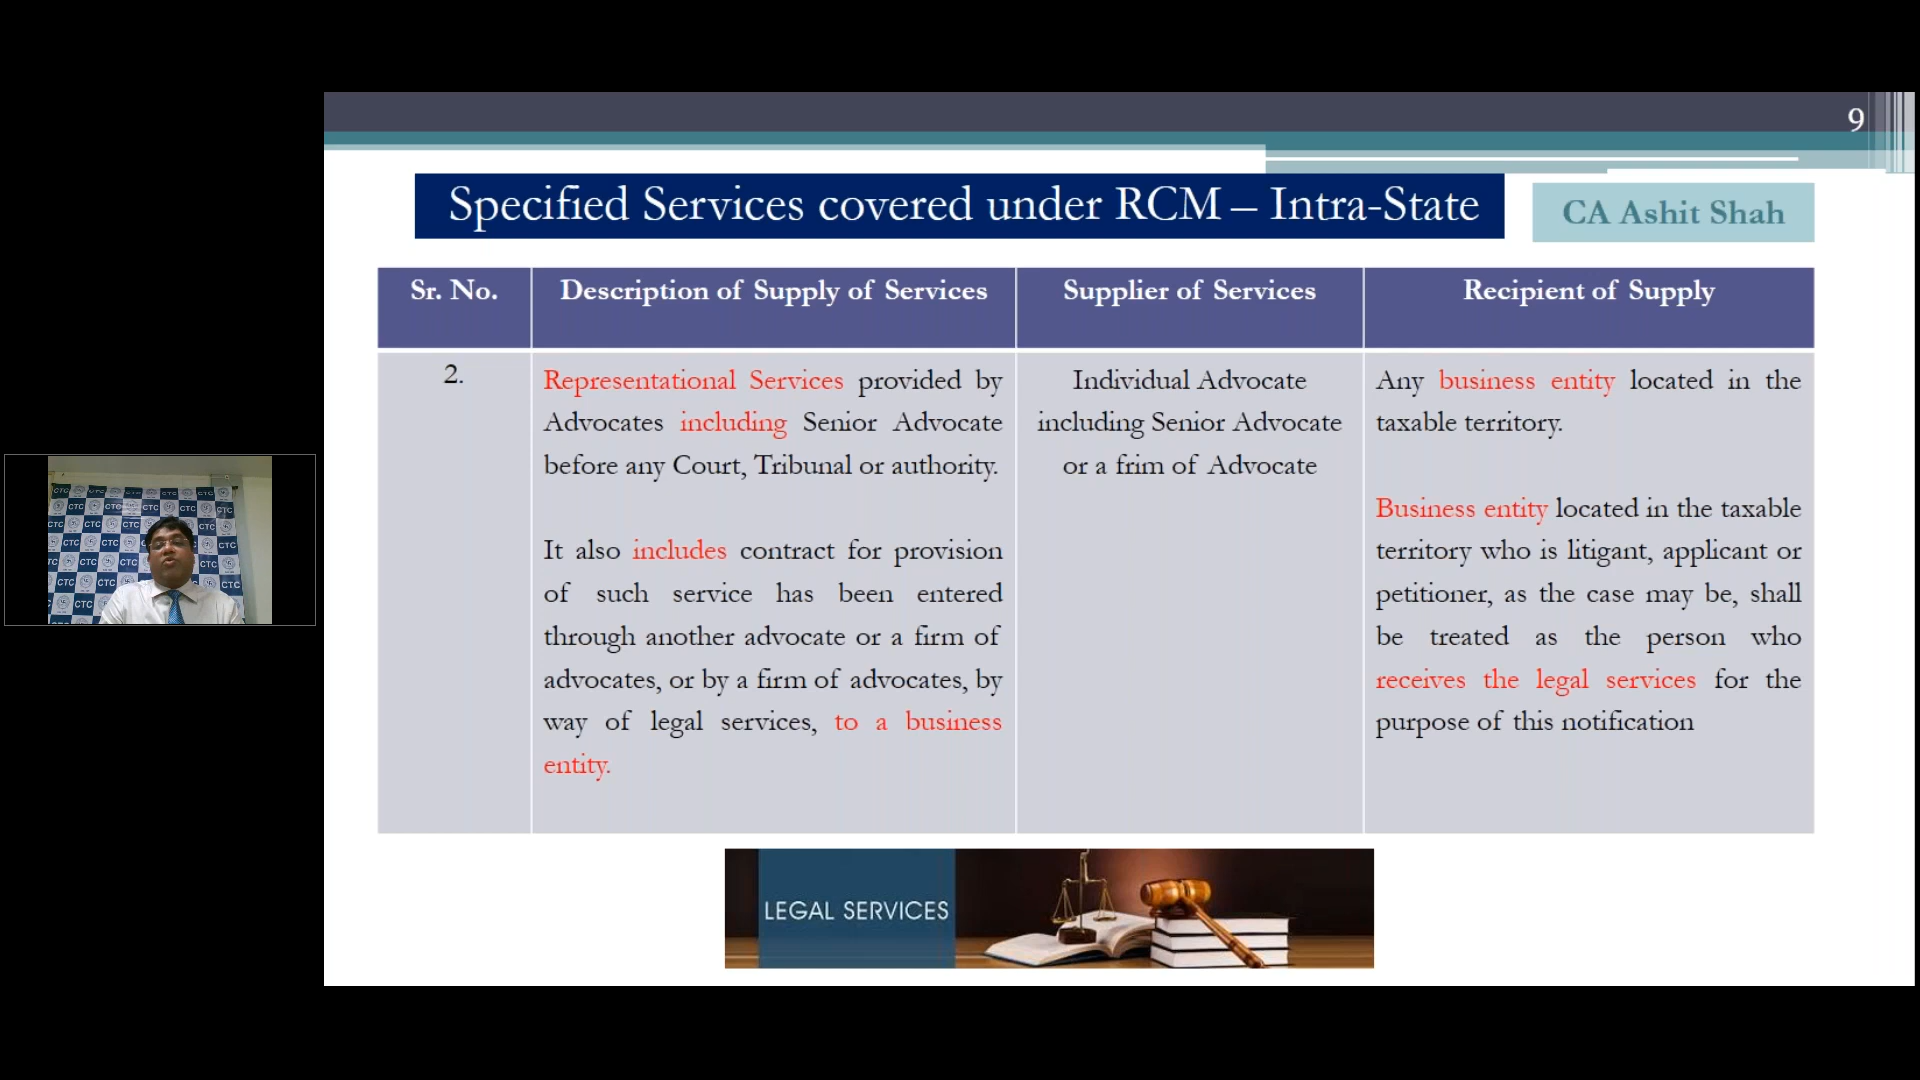 9
Specified Services covered under RCM – Intra-State
CA Ashit Shah
Sr. No.
Description of Supply of Services
Supplier of Services
Recipient of Supply
2.
Representational Services provided by
Advocates including Senior Advocate
before any Court, Tribunal or authority.
It also includes contract for provision
of such service has been entered
through another advocate or a firm of
advocates, or by a firm of advocates, by
way of legal services, to a business
entity.
Individual Advocate
including Senior Advocate
or a frim of Advocate
Any business entity located in the
taxable territory.
Business entity located in the taxable
territory who is litigant, applicant or
petitioner, as the case may be, shall
be treated as the person who
receives the legal services for the
purpose of this notification
LEGAL SERVICES
CTC